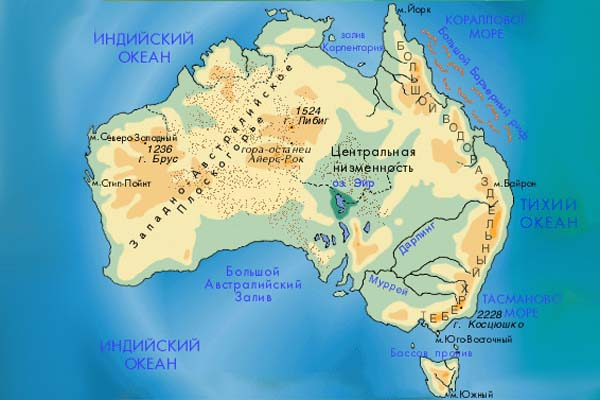 м.Йорк
КОРАЛЛОВОЕ
МОРЕ
ИНДИЙСКИЙ
ОКЕАН
залив
Карпентария
Большой Барьерный риф
БОЛЬШОЙ ВОДОРАЗДЕЛЬНЫЙ
ХРЕБЕТ
Западно-Австралийское
Плоскогорье
1524
г. Либиг
м.Северо-Западный
1236
г. Брус
гора-останец
Айерс-Рок
Центральная
низменность
оз. Эйр
м.Стип-Пойнт
м.Байрон
ТИХИЙ
ОКЕАН
Дарлинг
Большой
Австралийский
Залив
Муррей
ТАСМАНОВО
МОРЕ
2228
г. Косцюшко
ИНДИЙСКИЙ
ОКЕАН
м.Юго-Восточный
Бассов пролив
м.Южный